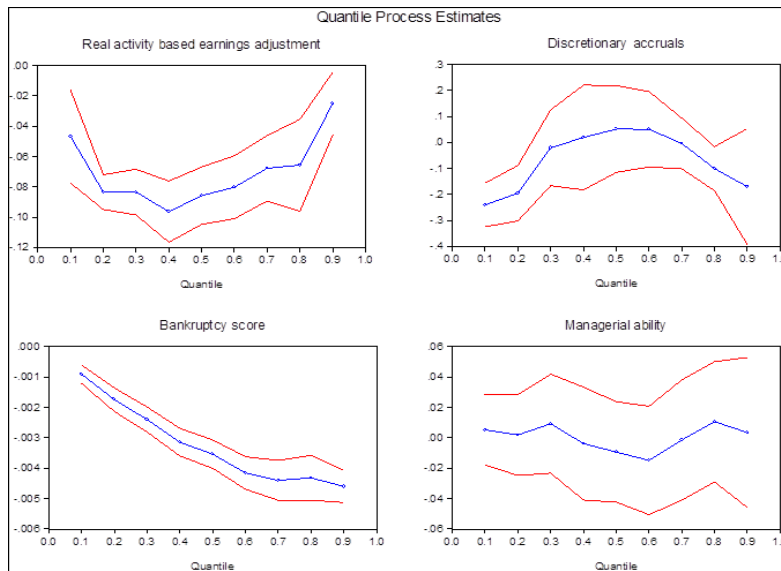 Quantile Process Estimates
Real activity based earnings adjustment
.00
-.02
-.04
-.06
-.08
-.10
-.12
0.0 0.1 0.2 0.3 0.4 0.5 0.6 0.7 0.8 0.9 1.0
Quantile
Discretionary accruals
.3
.2
.1
.0
-.1
-.2
-.3
-.4
0.0 0.1 0.2 0.3 0.4 0.5 0.6 0.7 0.8 0.9 1.0
Quantile
Bankruptcy score
.000
-.001
-.002
-.003
-.004
-.005
-.006
0.0 0.1 0.2 0.3 0.4 0.5 0.6 0.7 0.8 0.9 1.0
Quantile
Managerial ability
.06
.04
.02
.00
-.02
-.04
-.06
0.0 0.1 0.2 0.3 0.4 0.5 0.6 0.7 0.8 0.9 1.0
Quantile